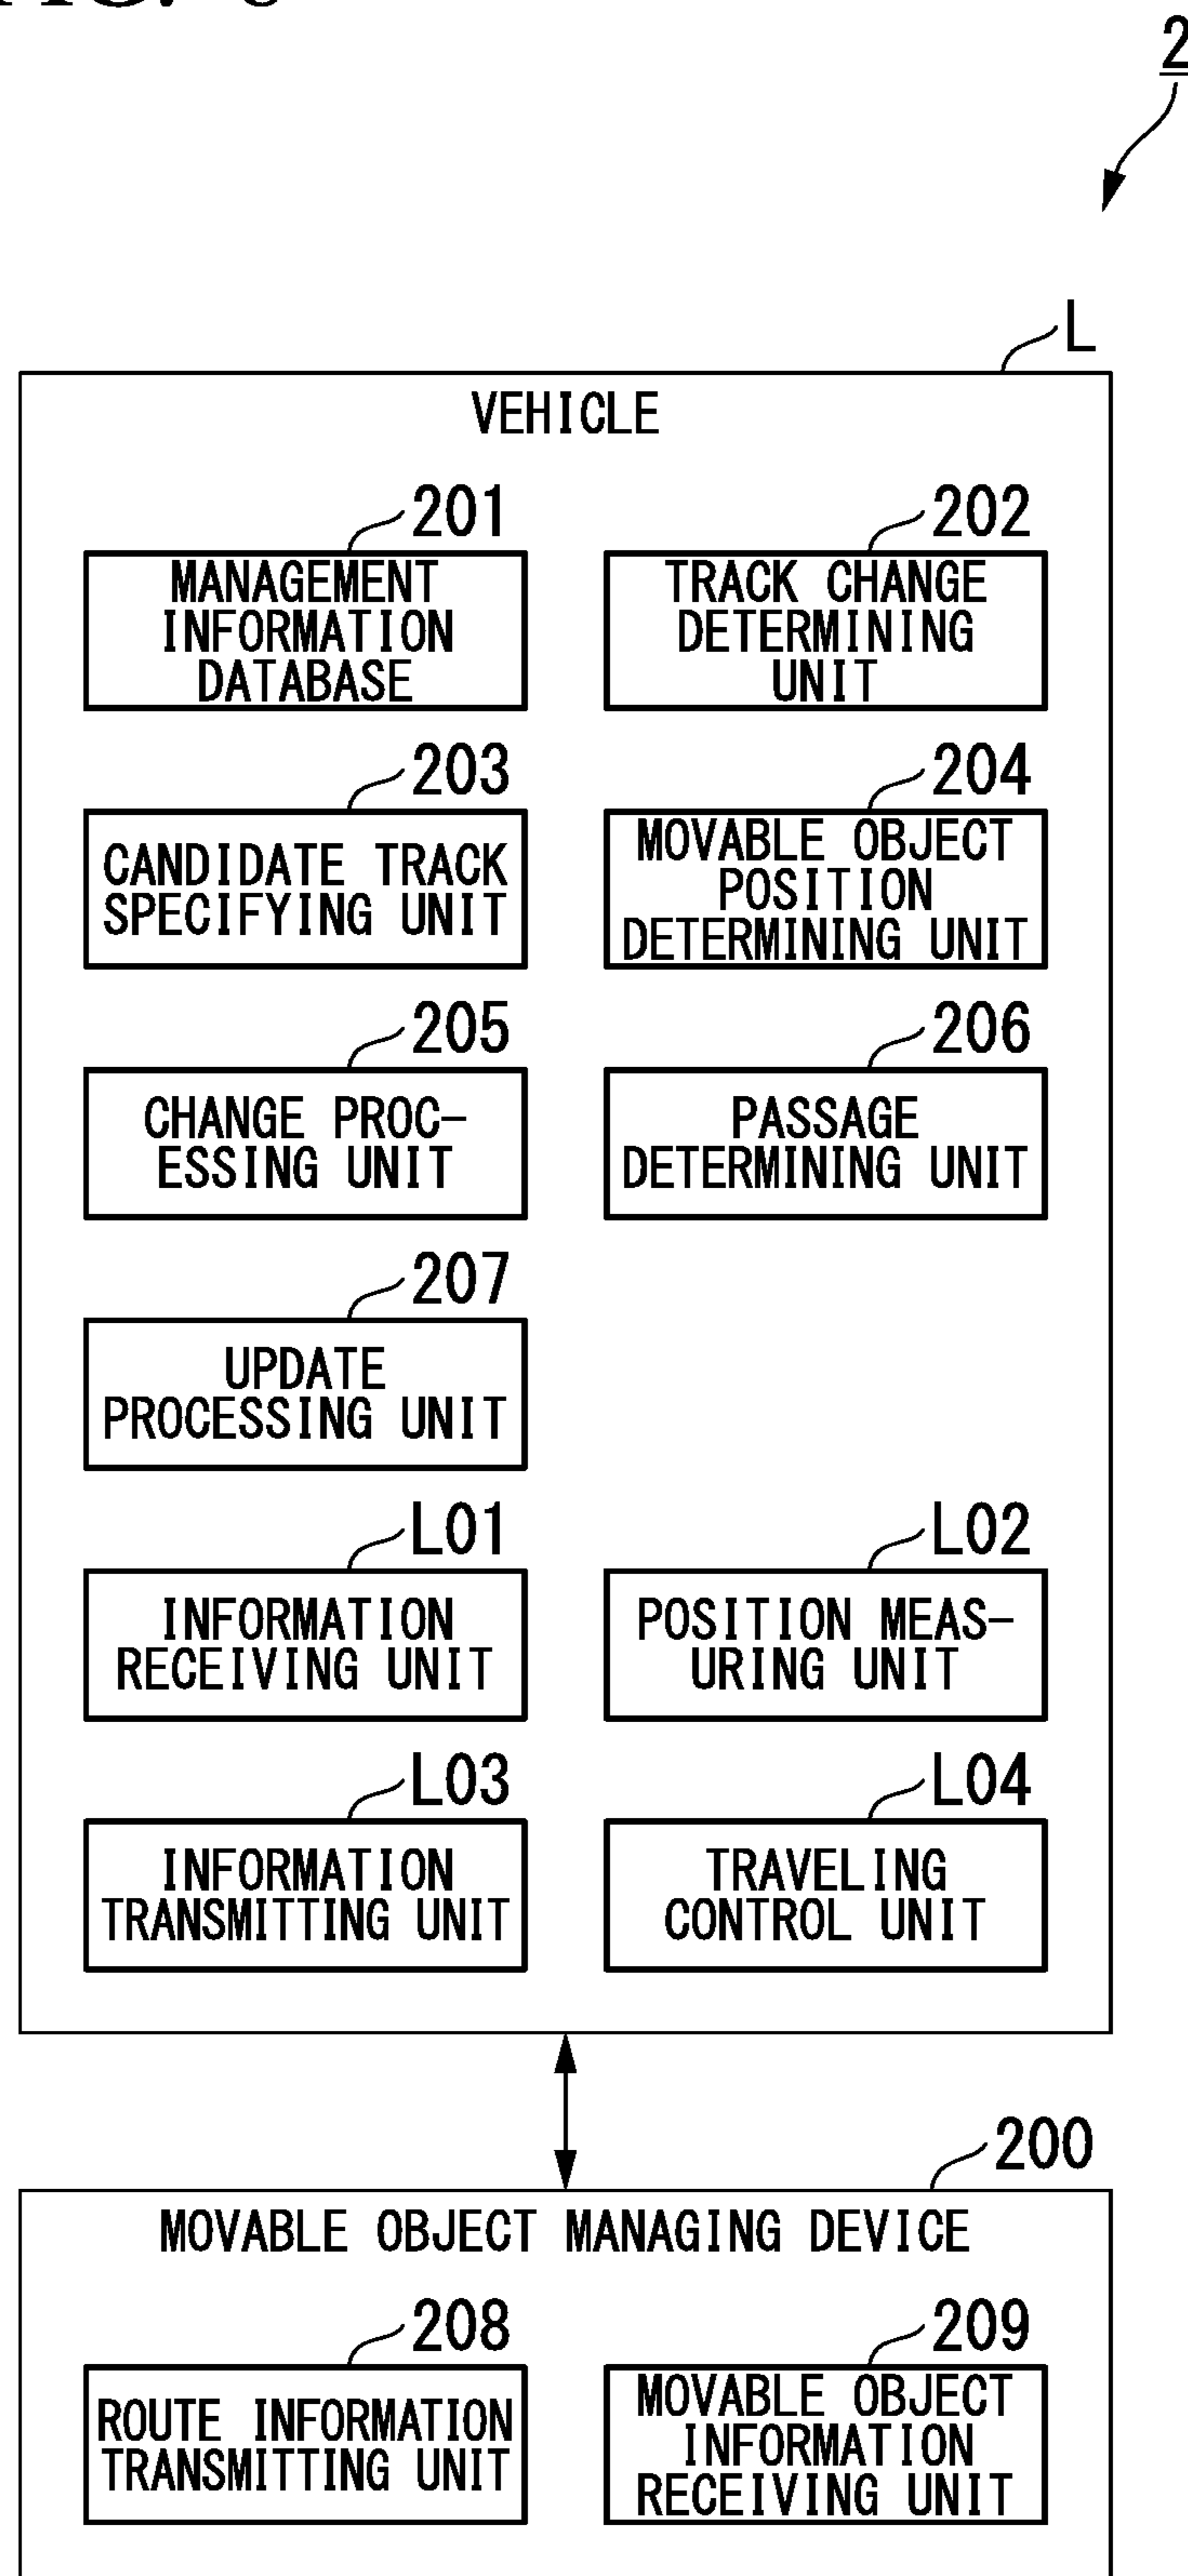 2
L
VEHICLE
201
202
MANAGEMENT
INFORMATION
DATABASE
TRACK CHANGE
DETERMINING
UNIT
203
204
CANDIDATE TRACK
SPECIFYING UNIT
MOVABLE OBJECT
POSITION
DETERMINING UNIT
205
206
CHANGE PROC-
ESSING UNIT
PASSAGE
DETERMINING UNIT
207
UPDATE
PROCESSING UNIT
L01
L02
INFORMATION
RECEIVING UNIT
POSITION MEAS-
URING UNIT
L03
L04
INFORMATION
TRANSMITTING UNIT
TRAVELING
CONTROL UNIT
200
MOVABLE OBJECT MANAGING DEVICE
208
209
ROUTE INFORMATION
TRANSMITTING UNIT
MOVABLE OBJECT
INFORMATION
RECEIVING UNIT